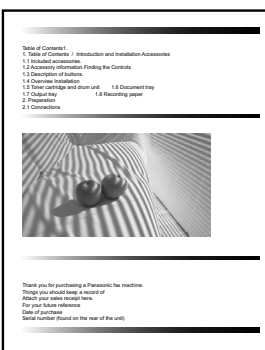 Table of Contents1.
1. Table of Contents / Introduction and Installation Accessories
1.1 Included accessories.
1.2 Accessory information.Finding the Controls
1.3 Description of buttons.
1.4 Overview Installation
1.5 Toner cartridge and drum unit 1.6 Document tray
1.7 Output tray 1.8 Recording paper
2. Preparation
2.1 Connections
Thank you for purchasing a Panasonic fax machine.
Things you should keep a record of
Attach your sales receipt here.
For your future reference
Date of purchase
Serial number (found on the rear of the unit)